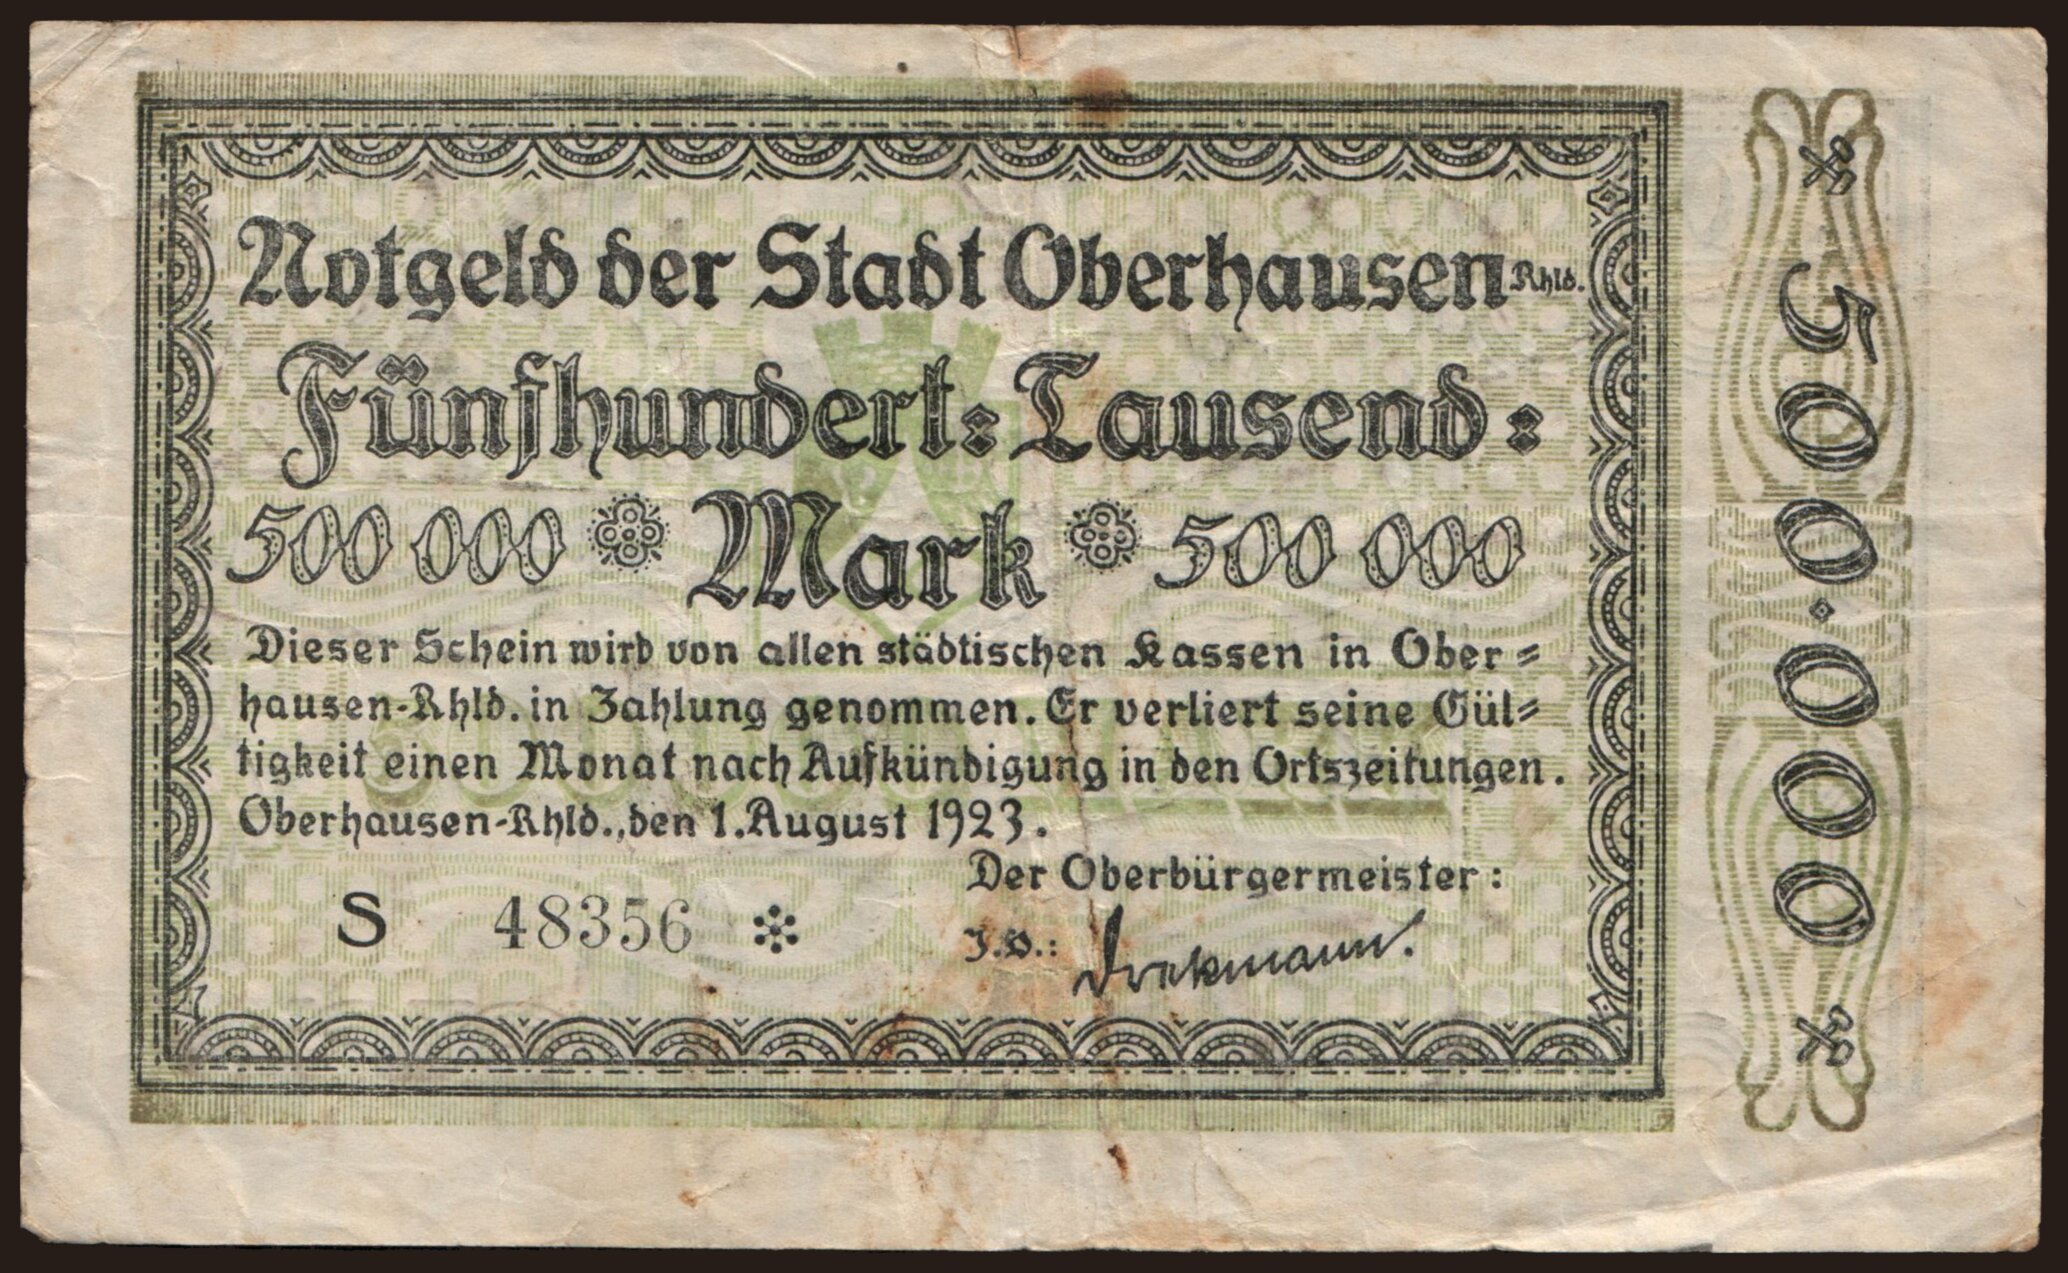 Notgeld der Stadt Oberhausen Rhld.
Fünfhundert= Tausend=
500 000 Mark 500 000
Dieser Schein wird von allen städtischen Kassen in Ober=
hausen-Rhld. in Zahlung genommen. Er verliert seine Gül=
tigkeit einen Monat nach Aufkündigung in den Ortszeitungen.
Oberhausen-Rhld., den 1. August 1923.
Der Oberbürgermeister:
S 48356
J.V.:
500.000